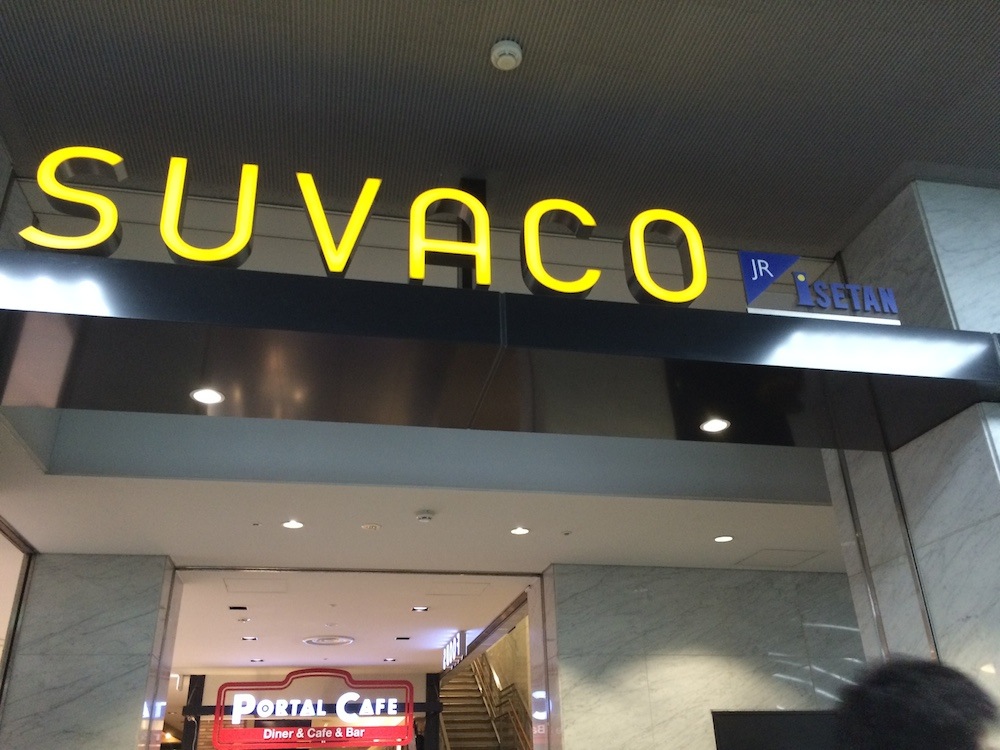 SUVACO
JR
iSETAN
PORTAL CAFE
Diner & Cafe & Bar